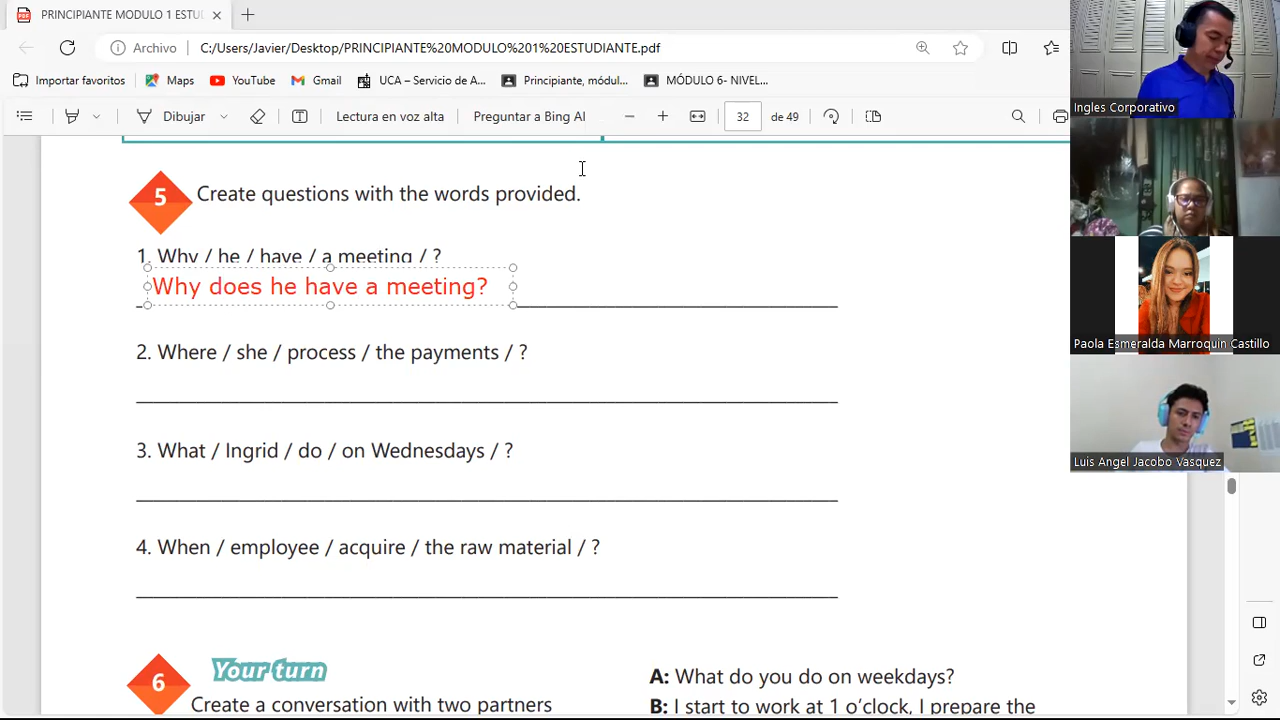 PRINCIPIANTE MODULO 1 ESTU
Archivo
C:/Users/Javier/Desktop/PRINCIPIANTE%20MODULO%201%20ESTUDIANTE.pdf
Importar favoritos
Maps
YouTube
Gmail
UCA – Servicio de A...
Principiante, módul...
MÓDULO 6- NIVEL...
Dibujar
Lectura en voz alta
Preguntar a Bing AI
32
de 49
5
Create questions with the words provided.
1. Why / he / have / a meeting / ?
Why does he have a meeting?
2. Where / she / process / the payments / ?
3. What / Ingrid / do / on Wednesdays / ?
4. When / employee / acquire / the raw material / ?
6
Your turn
Create a conversation with two partners
A: What do you do on weekdays?
B: I start to work at 1 o’clock, I prepare the
Ingles Corporativo
Paola Esmeralda Marroquin Castillo
Luis Angel Jacobo Vasquez